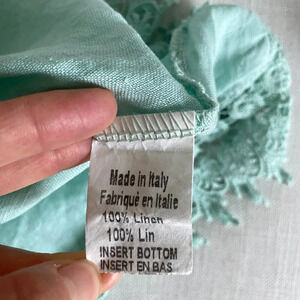 Made in Italy
Fabriqué en Italie
100% Linen
100% Lin
INSERT BOTTOM
INSERT EN BAS